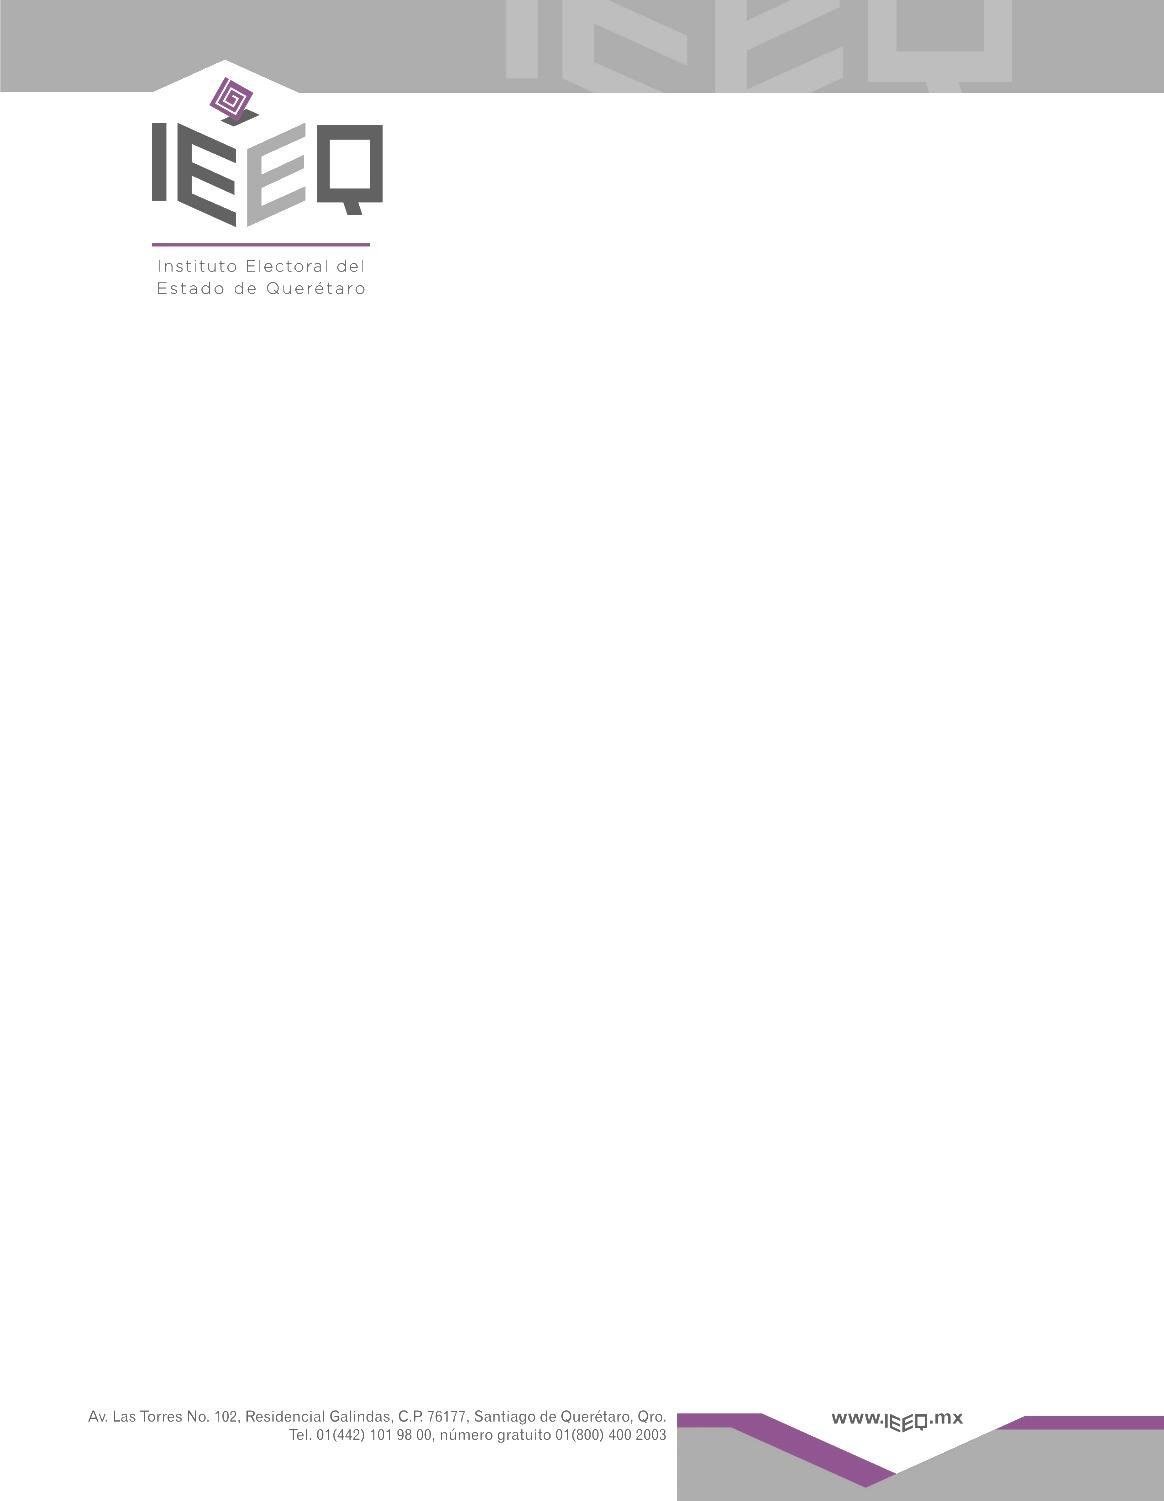 IEEQ
IEEQ
Instituto Electoral del
Estado de Querétaro
Av. Las Torres No. 102, Residencial Galindas, C.P. 76177, Santiago de Querétaro, Qro.
Tel. 01(442) 101 98 00, número gratuito 01(800) 400 2003
www.IEEQ.mx